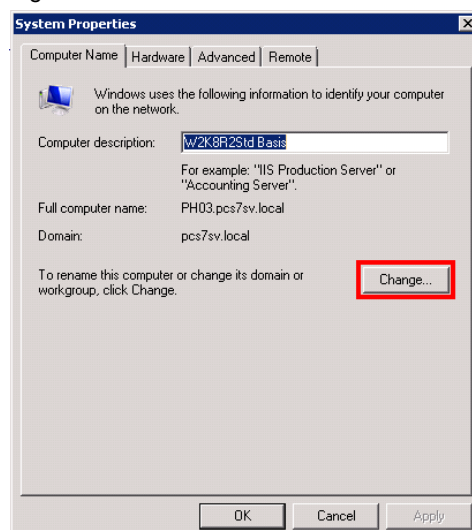 System Properties
Computer Name Hardware Advanced Remote
Windows uses the following information to identify your computer
on the network.
Computer description: W2K8R2Std Basis
For example: "IIS Production Server" or
"Accounting Server".
Full computer name: PH03.pcs7sv.local
Domain: pcs7sv.local
To rename this computer or change its domain or
workgroup, click Change.
Change...
OK Cancel Apply